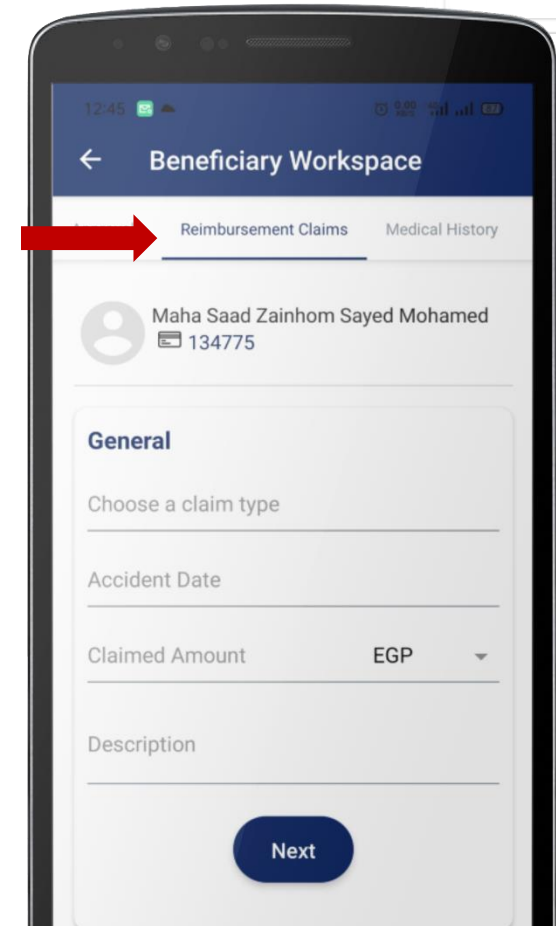 12:45
Beneficiary Workspace
Reimbursement Claims Medical History
Maha Saad Zainhom Sayed Mohamed
134775
General
Choose a claim type
Accident Date
Claimed Amount EGP
Description
Next